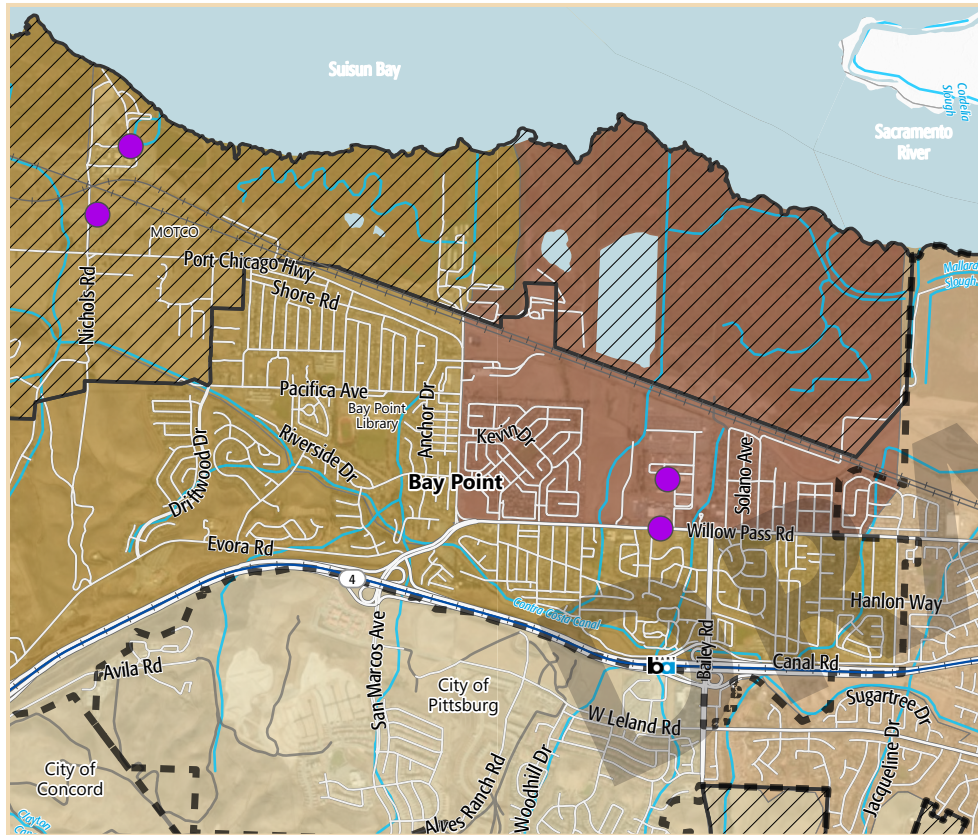 Suisun Bay
Cordelia
Slough
Sacramento
River
MOTCO
Port Chicago Hwy
Mallard
Slough
Shore Rd
Nichols Rd
Pacifica Ave
Bay Point
Library
Anchor Dr
Kevin Dr
Riverside Dr
Driftwood Dr
Bay Point
Solano Ave
Willow Pass Rd
Evora Rd
4
Contra Costa Canal
Hanlon Way
San Marcos Ave
Bailey Rd
Canal Rd
ba
Avila Rd
City of
Pittsburg
W Leland Rd
Sugartree Dr
City of
Concord
Alves Ranch Rd
Woodhill Dr
Jacqueline Dr
Clayton